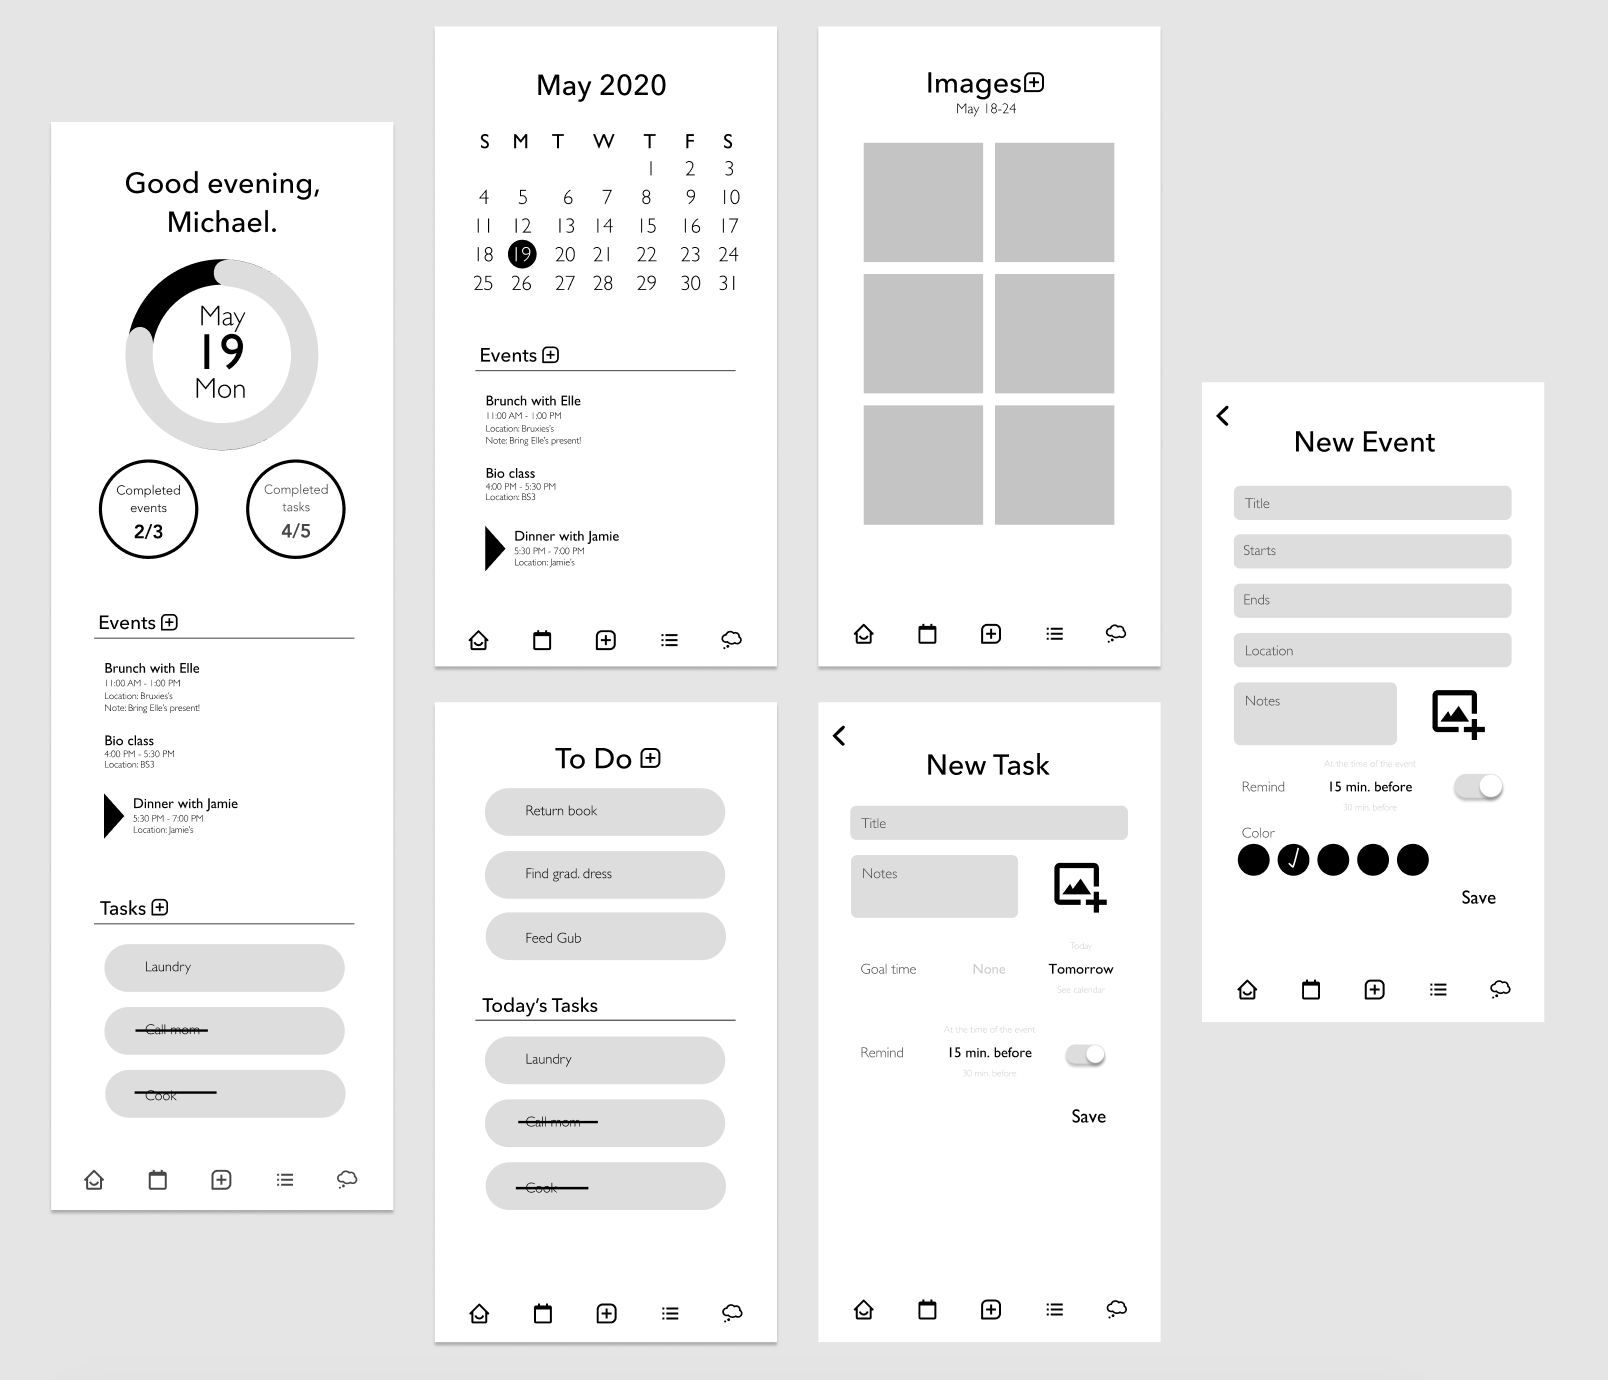 Good evening,
Michael.
May
19
Mon
Completed
events
2/3
Completed
tasks
4/5
Events
Brunch with Elle
11:00 AM - 1:00 PM
Location: Bruxies's
Note: Bring Elle's present!
Bio class
4:00 PM - 5:30 PM
Location: BS3
Dinner with Jamie
5:30 PM - 7:00 PM
Location: Jamie's
Tasks
Laundry
Call mom
Cook
May 2020
S M T W T F S
1 2 3
4 5 6 7 8 9 10
11 12 13 14 15 16 17
18 19 20 21 22 23 24
25 26 27 28 29 30 31
Events
Brunch with Elle
11:00 AM - 1:00 PM
Location: Bruxies's
Note: Bring Elle's present!
Bio class
4:00 PM - 5:30 PM
Location: BS3
Dinner with Jamie
5:30 PM - 7:00 PM
Location: Jamie's
To Do
Return book
Find grad. dress
Feed Gub
Today's Tasks
Laundry
Call mom
Cook
Images
May 18-24
New Task
Title
Notes
Today
Goal time None Tomorrow
See calendar
At the time of the event
Remind 15 min. before
30 min. before
Save
New Event
Title
Starts
Ends
Location
Notes
At the time of the event
Remind 15 min. before
30 min. before
Color
Save